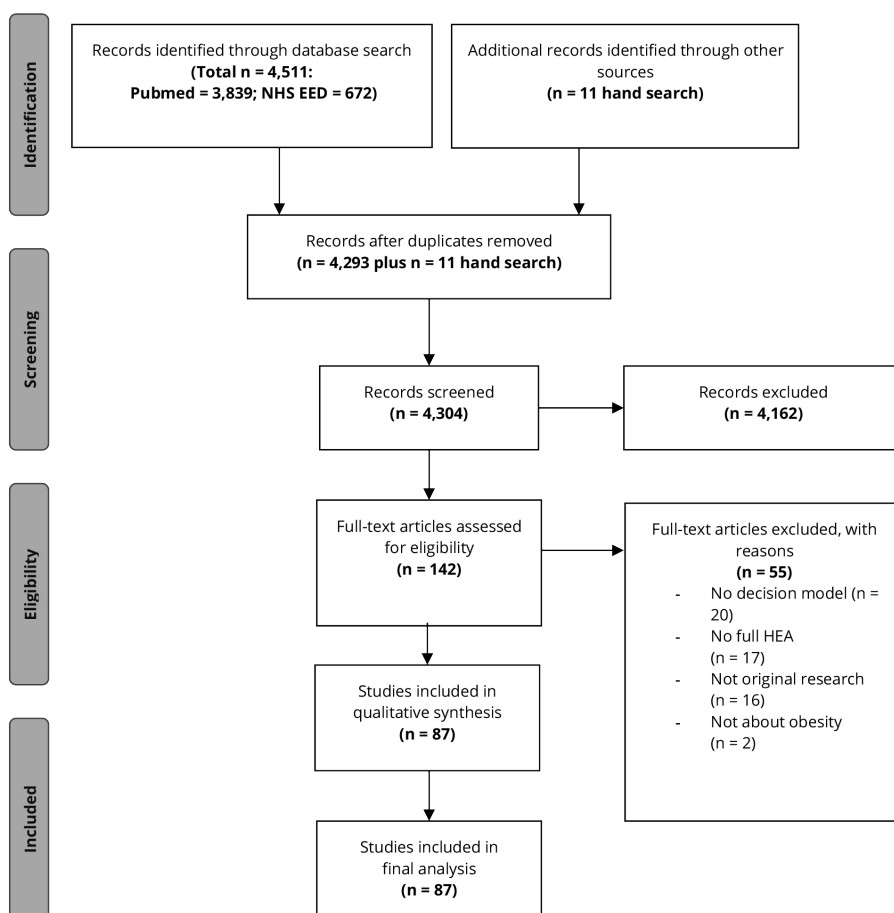 Identification
Records identified through database search
(Total n = 4,511:
Pubmed = 3,839; NHS EED = 672)
Additional records identified through other
sources
(n = 11 hand search)
Records after duplicates removed
(n = 4,293 plus n = 11 hand search)
Screening
Records screened
(n = 4,304)
Records excluded
(n = 4,162)
Eligibility
Full-text articles assessed
for eligibility
(n = 142)
Full-text articles excluded, with
reasons
(n = 55)
- No decision model (n =
20)
- No full HEA
(n = 17)
- Not original research
(n = 16)
- Not about obesity
(n = 2)
Studies included in
qualitative synthesis
(n = 87)
Included
Studies included in
final analysis
(n = 87)